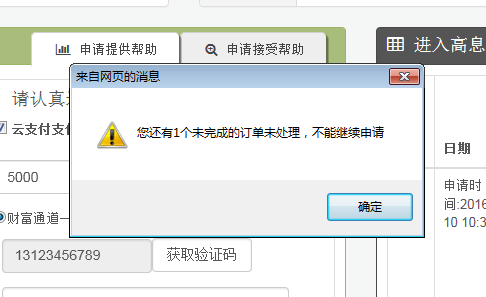 申请提供帮助
申请接受帮助
进入高息
来自网页的消息
请认真
您还有1个未完成的订单未处理，不能继续申请
云支付支付
日期
5000
确定
申请时
间:2016
财富通道一
10 10:3
13123456789
获取验证码